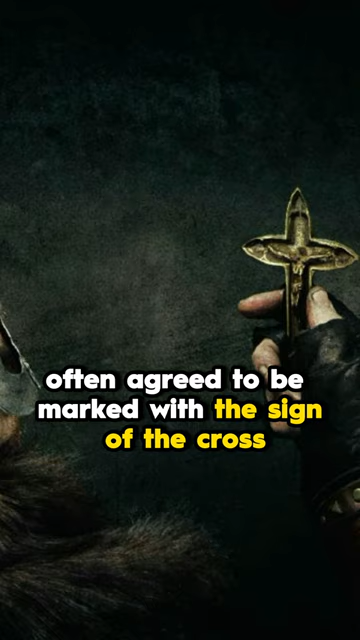 often agreed to be
marked with the sign
of the cross